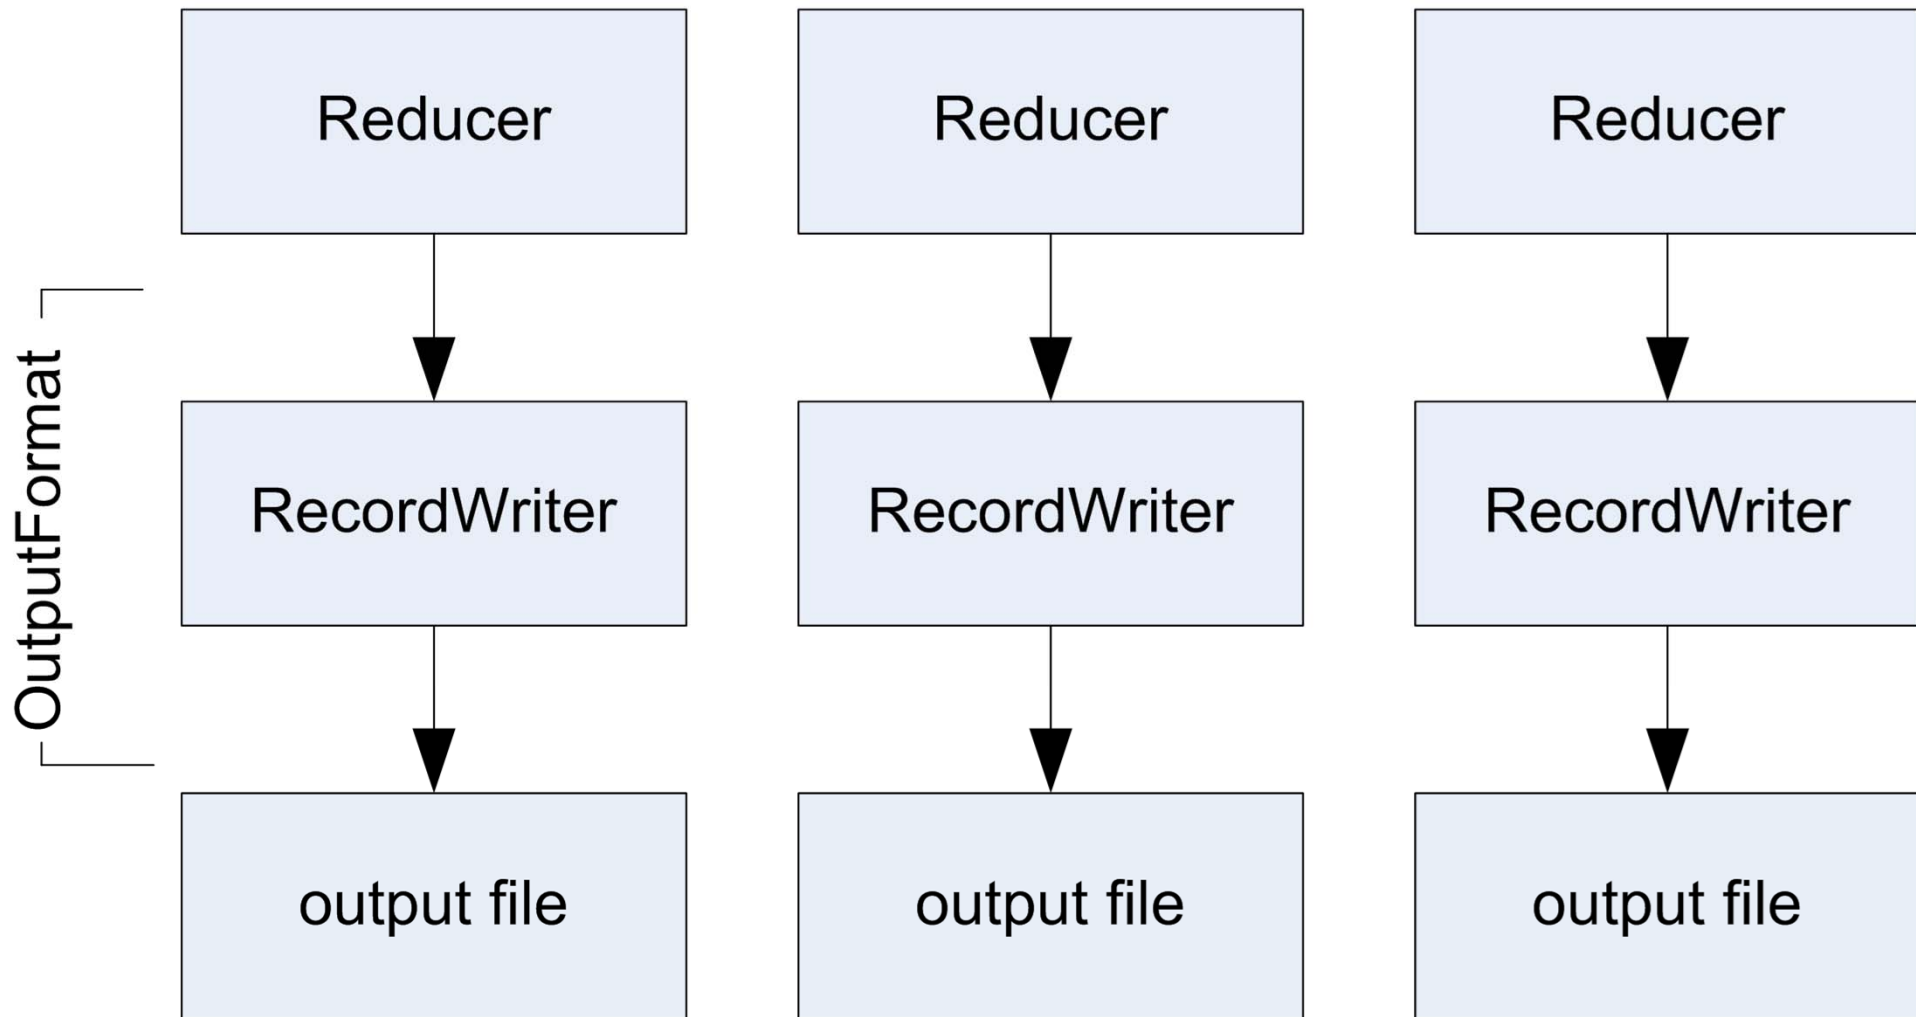 Reducer
Reducer
Reducer
OutputFormat
RecordWriter
RecordWriter
RecordWriter
output file
output file
output file